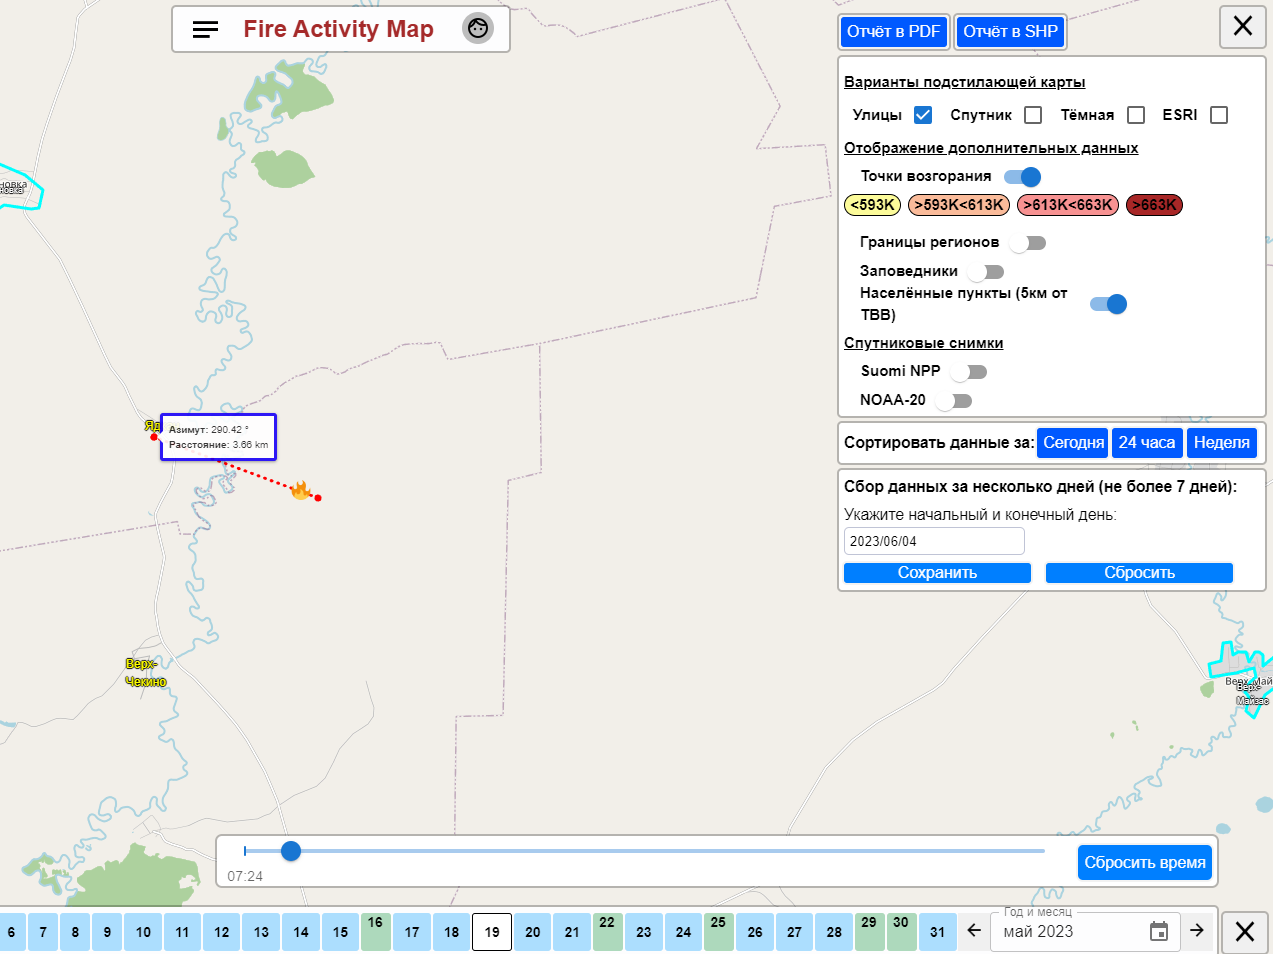 Fire Activity Map
Отчёт в PDF
Отчёт в SHP
Варианты подстилающей карты
Улицы
Спутник
Тёмная
ESRI
Отображение дополнительных данных
Точки возгорания
<593K
>593K<613K
>613K<663K
>663K
Границы регионов
Заповедники
Населённые пункты (5км от
ТВВ)
Спутниковые снимки
Suomi NPP
NOAA-20
Сортировать данные за:
Сегодня
24 часа
Неделя
Сбор данных за несколько дней (не более 7 дней):
Укажите начальный и конечный день:
2023/06/04
Сохранить
Сбросить
Азимут: 290.42 °
Расстояние: 3.66 km
Верх-
Чекино
Верх-
Майзас
07:24
Сбросить время
6 7 8 9 10 11 12 13 14 15 16 17 18 19 20 21 22 23 24 25 26 27 28 29 30 31
Год и месяц
май 2023